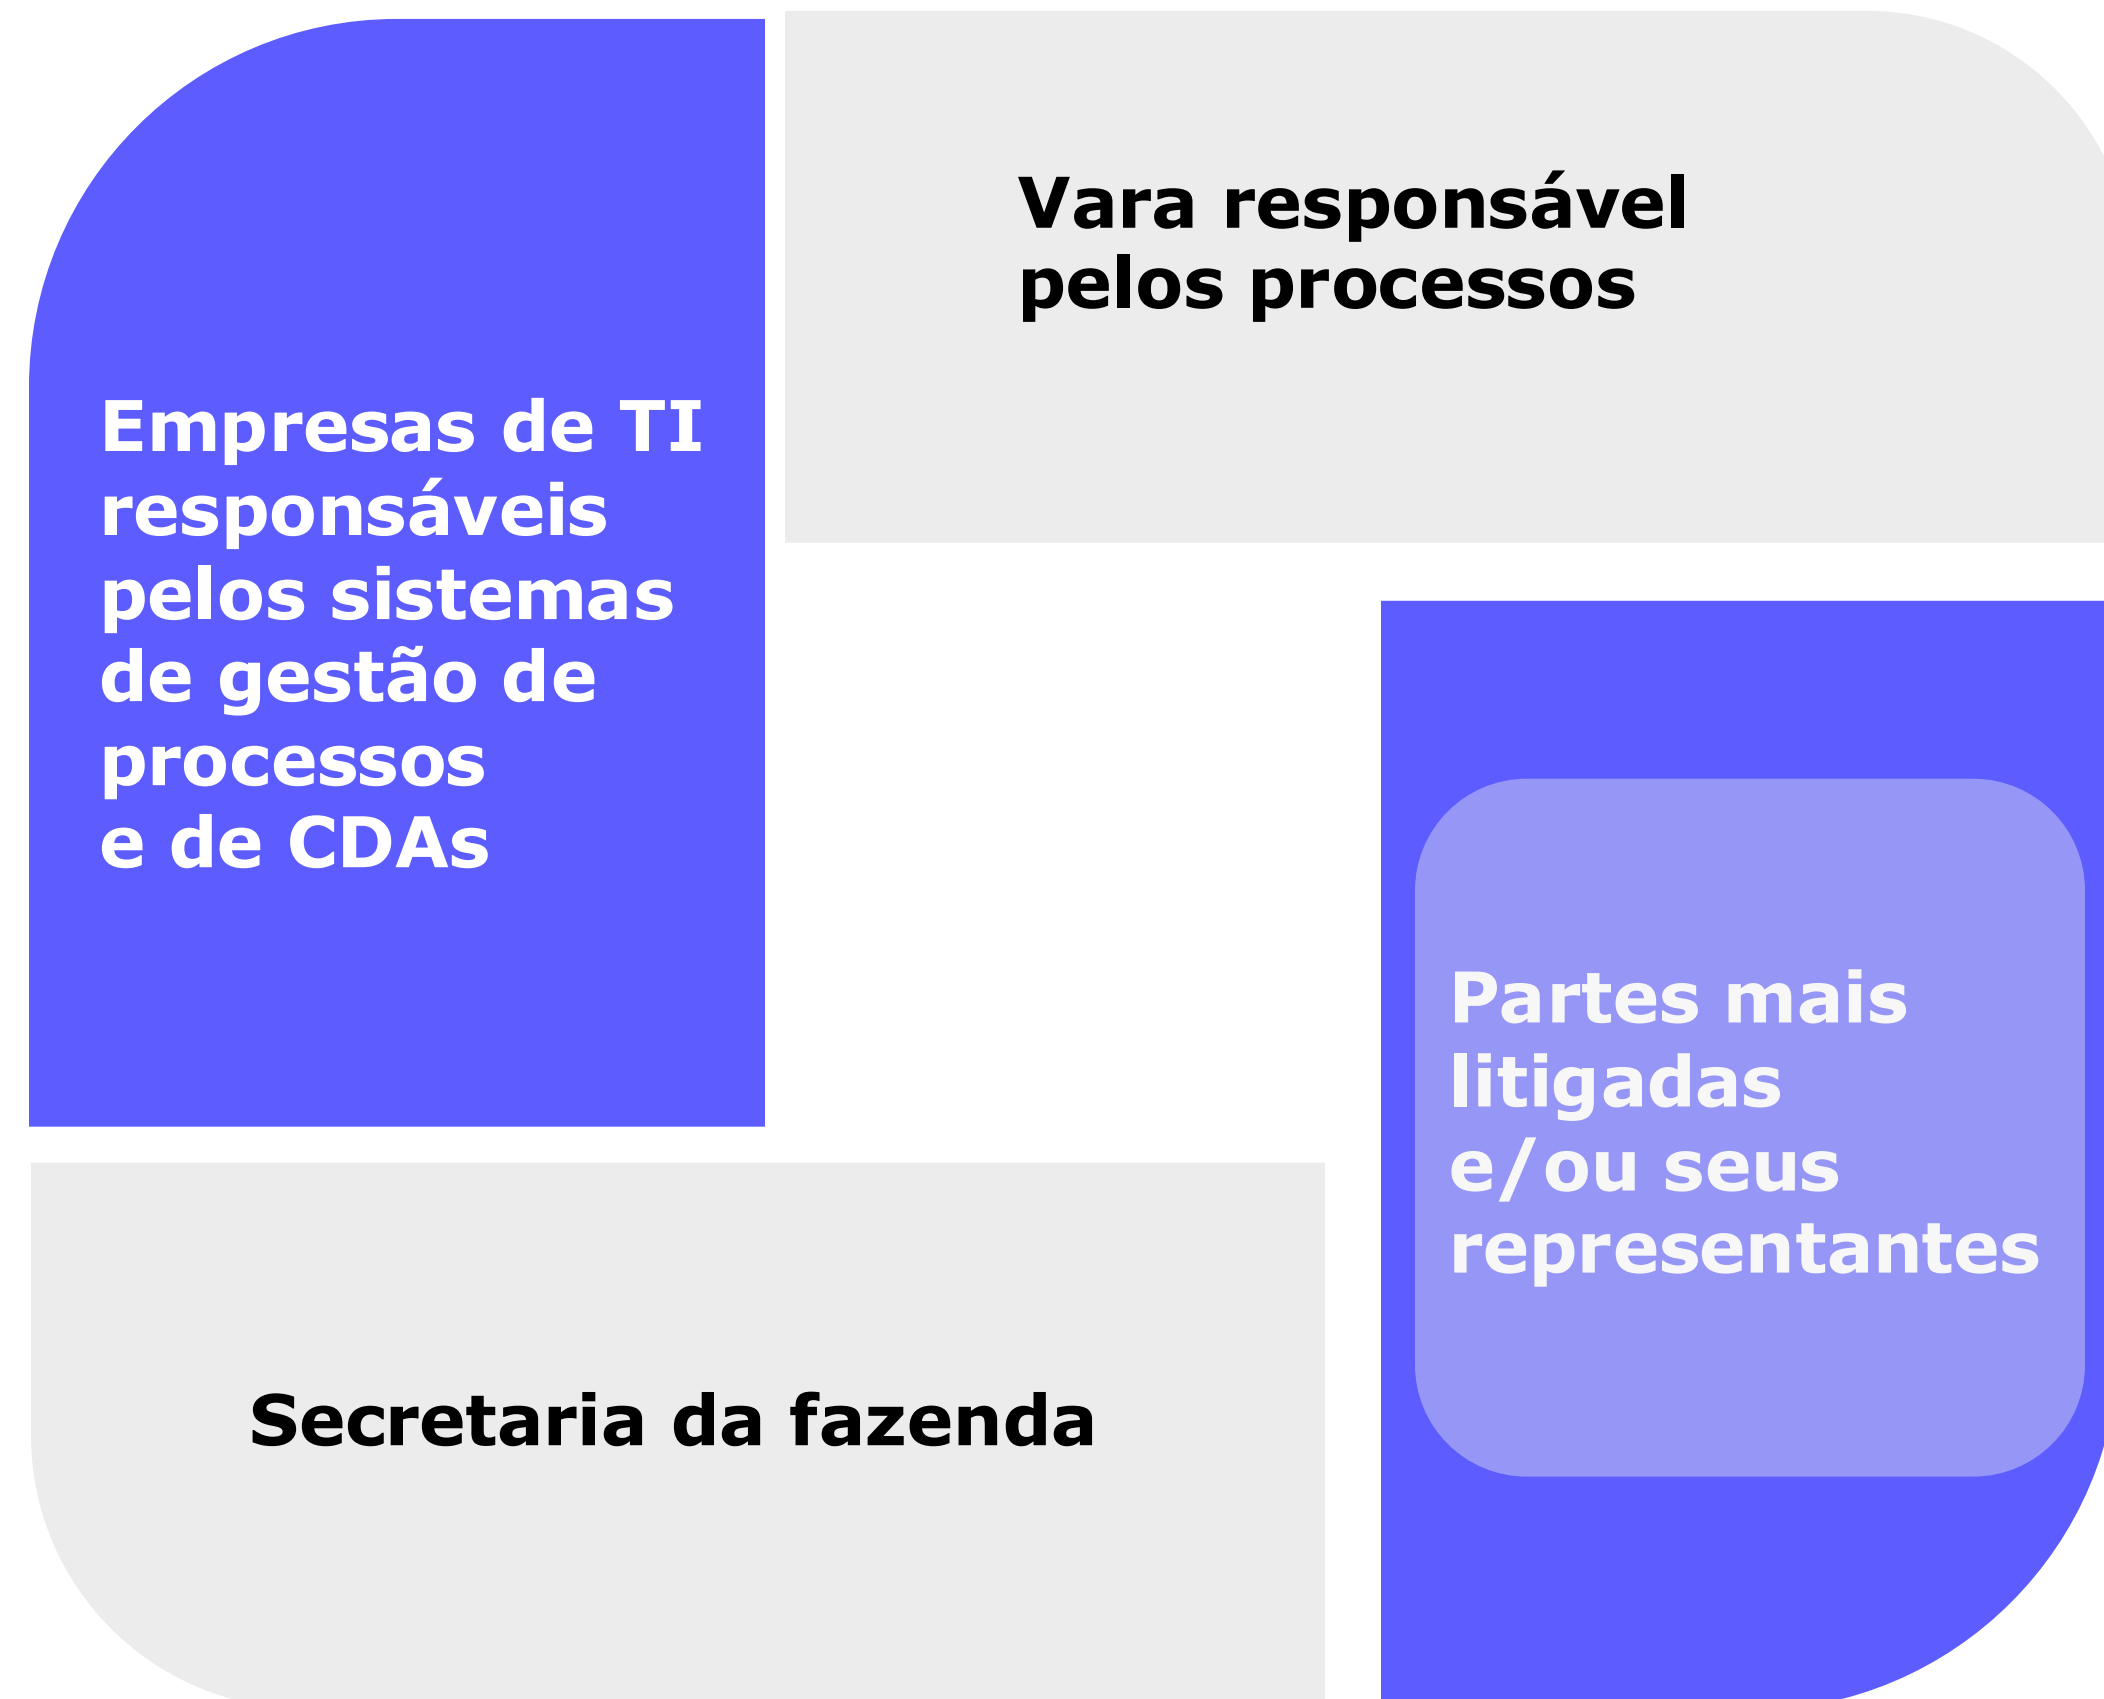 Vara responsável
pelos processos
Empresas de TI
responsáveis
pelos sistemas
de gestão de
processos
e de CDAs
Partes mais
litigadas
e/ou seus
representantes
Secretaria da fazenda